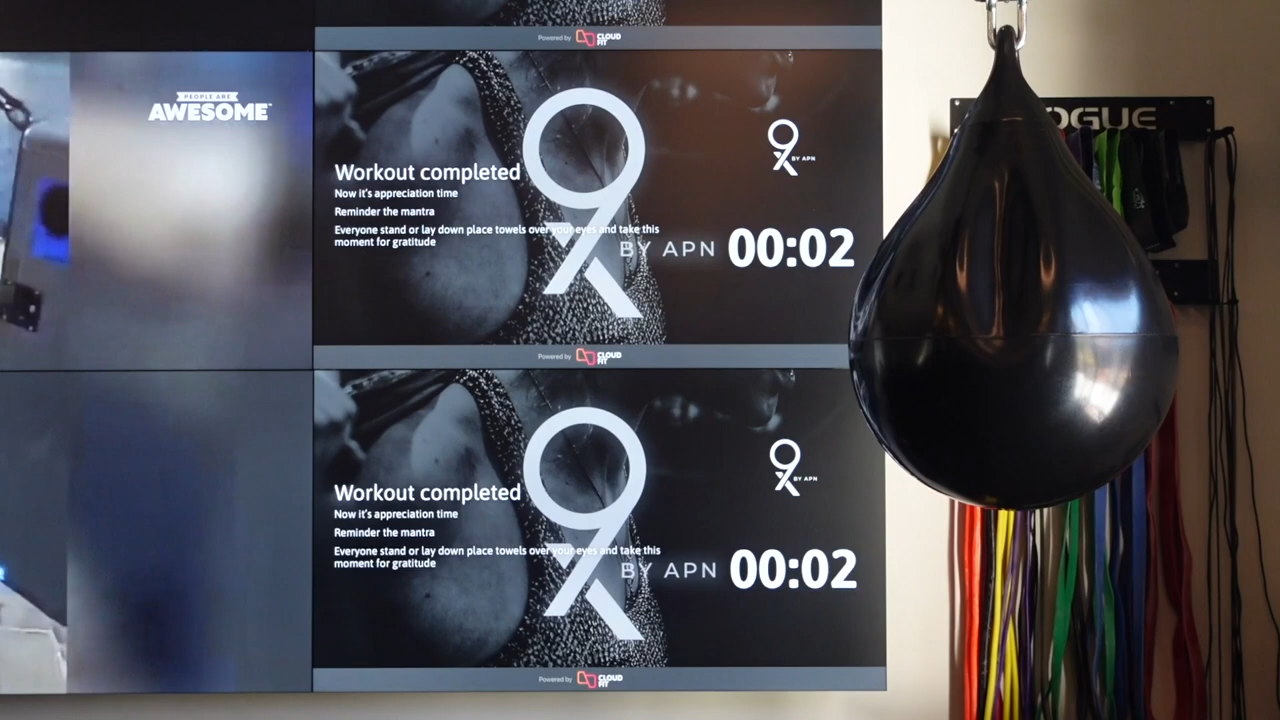 Powered by CLOUD
FIT
PEOPLE ARE
AWESOME
9
BY APN
Workout completed
Now it's appreciation time
Reminder the mantra
Everyone stand or lay down place towels over your eyes and take this
moment for gratitude
9X
BY APN
00:02
Powered by CLOUD
FIT
OGUE
9
BY APN
Workout completed
Now it's appreciation time
Reminder the mantra
Everyone stand or lay down place towels over your eyes and take this
moment for gratitude
9X
BY APN
00:02
Powered by CLOUD
FIT